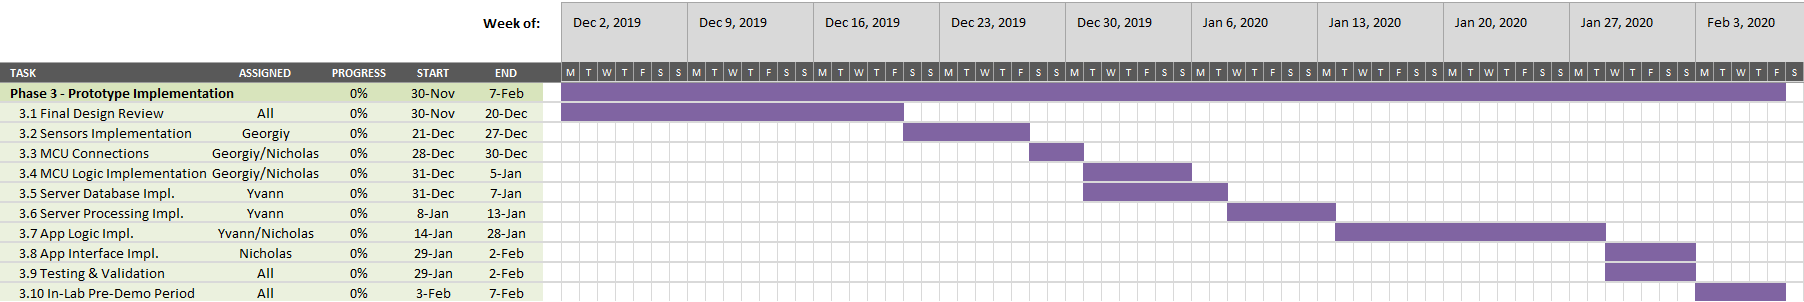 Week of: Dec 2, 2019 Dec 9, 2019 Dec 16, 2019 Dec 23, 2019 Dec 30, 2019 Jan 6, 2020 Jan 13, 2020 Jan 20, 2020 Jan 27, 2020 Feb 3, 2020
TASK ASSIGNED PROGRESS START END M T W T F S S M T W T F S S M T W T F S S M T W T F S S M T W T F S S M T W T F S S M T W T F S S M T W T F S S M T W T F S S M T W T F S
Phase 3 - Prototype Implementation 0% 30-Nov 7-Feb
3.1 Final Design Review All 0% 30-Nov 20-Dec
3.2 Sensors Implementation Georgiy 0% 21-Dec 27-Dec
3.3 MCU Connections Georgiy/Nicholas 0% 28-Dec 30-Dec
3.4 MCU Logic Implementation Georgiy/Nicholas 0% 31-Dec 5-Jan
3.5 Server Database Impl. Yvann 0% 31-Dec 7-Jan
3.6 Server Processing Impl. Yvann 0% 8-Jan 13-Jan
3.7 App Logic Impl. Yvann/Nicholas 0% 14-Jan 28-Jan
3.8 App Interface Impl. Nicholas 0% 29-Jan 2-Feb
3.9 Testing & Validation All 0% 29-Jan 2-Feb
3.10 In-Lab Pre-Demo Period All 0% 3-Feb 7-Feb